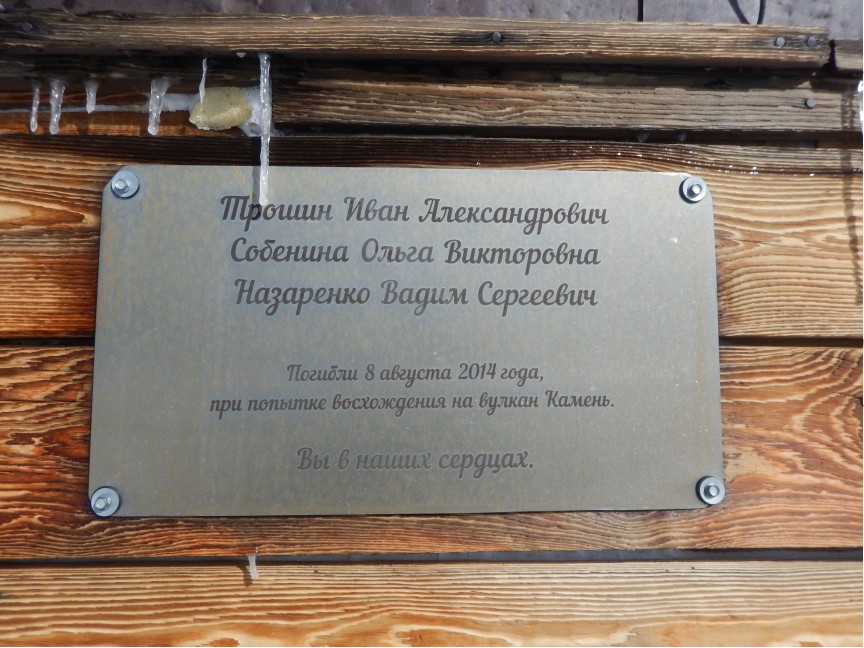 Трошин Иван Александрович
Собенина Ольга Викторовна
Назаренко Вадим Сергеевич
Погибли 8 августа 2014 года,
при попытке восхождения на вулкан Камень.
Вы в наших сердцах.